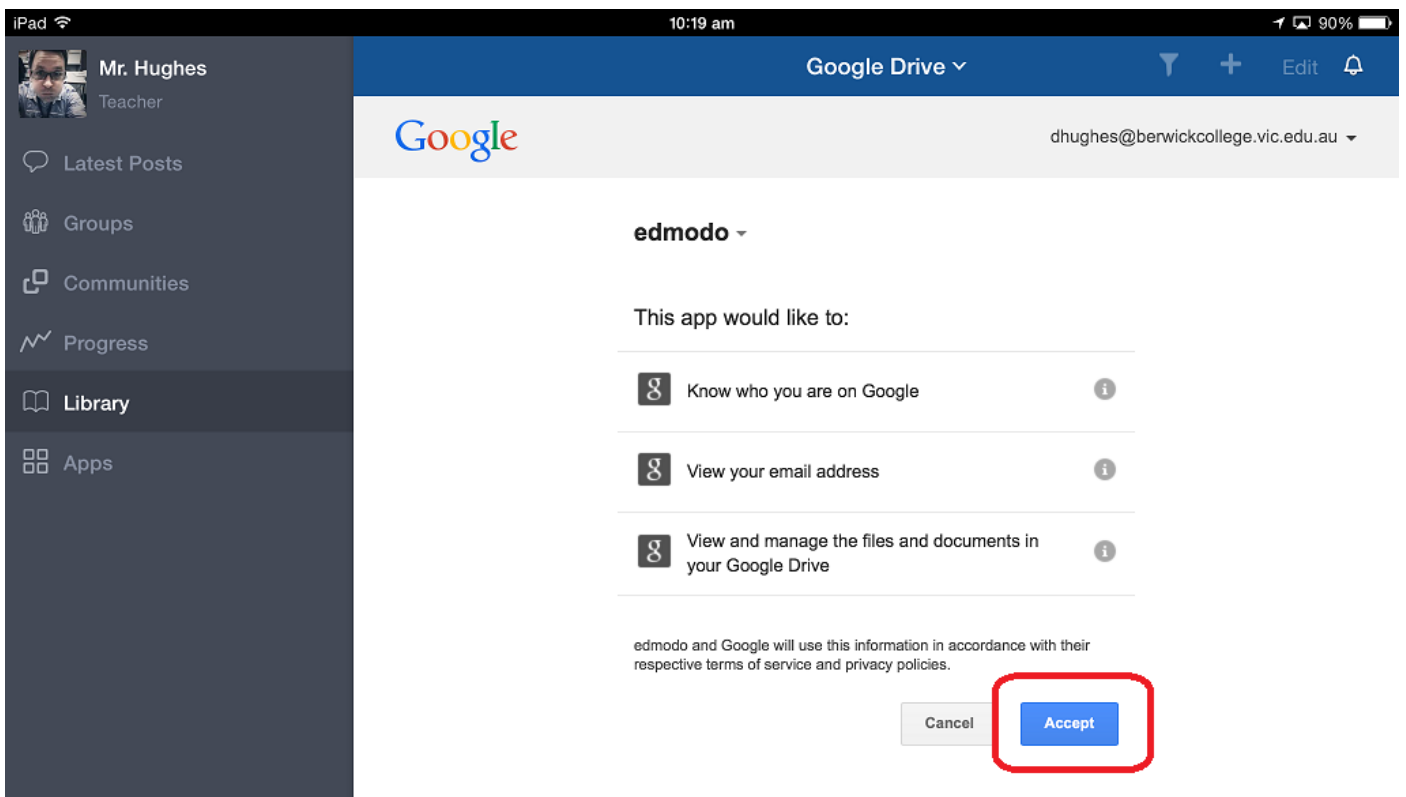 iPad 10:19 am 90%
Mr. Hughes
Teacher
Latest Posts
Groups
Communities
Progress
Library
Apps
Google Drive Edit
Google dhughes@berwickcollege.vic.edu.au
edmodo
This app would like to:
g Know who you are on Google i
g View your email address i
g View and manage the files and documents in
your Google Drive i
edmodo and Google will use this information in accordance with their
respective terms of service and privacy policies.
Cancel Accept